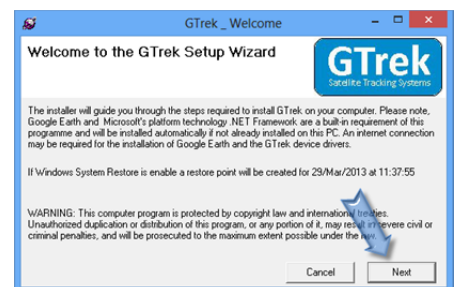 GTrek _ Welcome
Welcome to the GTrek Setup Wizard
GTrek
Satellite Tracking Systems
The installer will guide you through the steps required to install GTrek on your computer. Please note,
Google Earth and Microsoft's platform technology .NET Framework are a built-in requirement of this
programme and will be installed automatically if not already installed on this PC. An internet connection
may be required for the installation of Google Earth and the GTrek device drivers.
If Windows System Restore is enable a restore point will be created for 29/Mar/2013 at 11:37:55
WARNING: This computer program is protected by copyright law and international treaties.
Unauthorized duplication or distribution of this program, or any portion of it, may result in severe civil or
criminal penalties, and will be prosecuted to the maximum extent possible under the law.
Cancel
Next